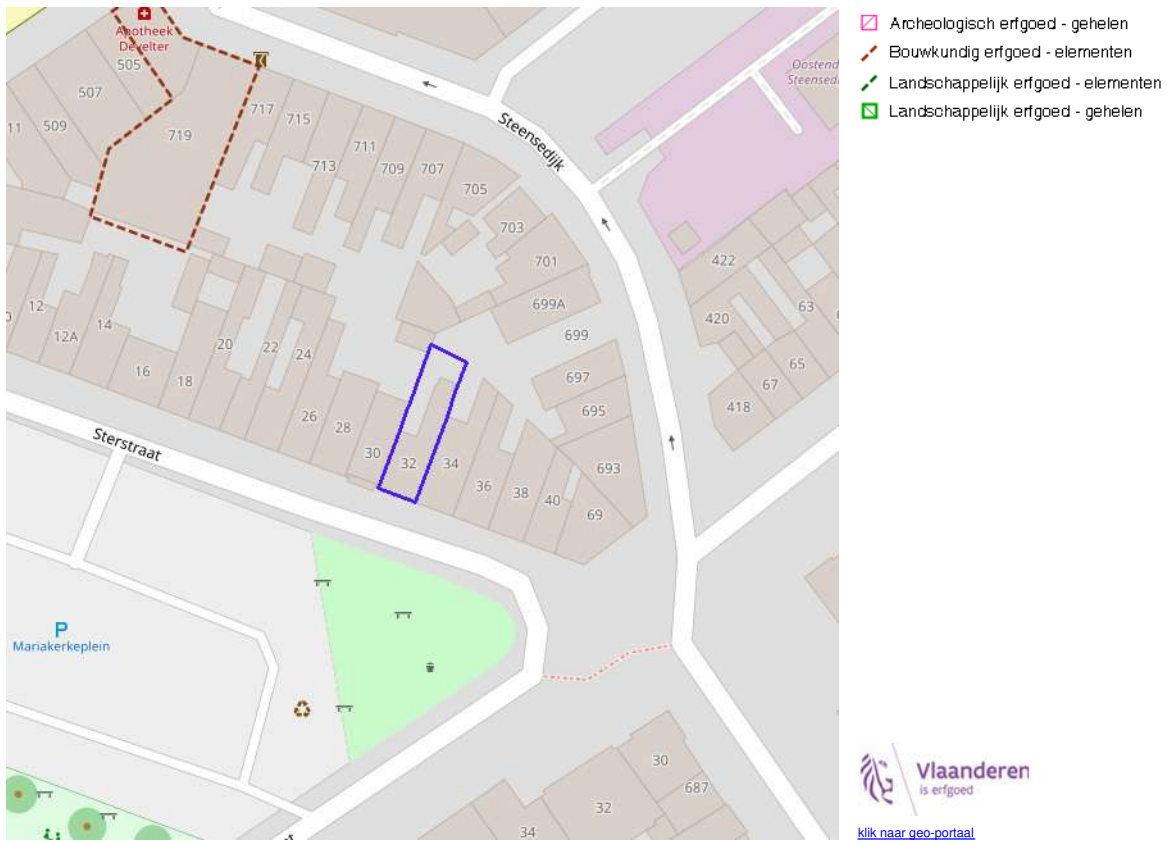 Apotheek
Develter
505
507
11
509
719
717
715
713
711
709
707
705
703
701
699A
699
697
695
693
69
Steensedijk
Oostend
Steensed
422
420
418
63
65
67
12
12A
14
16
18
20
22
24
26
28
30
32
34
36
38
40
Sterstraat
P
Mariakerkeplein
30
687
32
34
Archeologisch erfgoed - gehelen
Bouwkundig erfgoed - elementen
Landschappelijk erfgoed - elementen
Landschappelijk erfgoed - gehelen
Vlaanderen
is erfgoed
klik naar geo-portaal